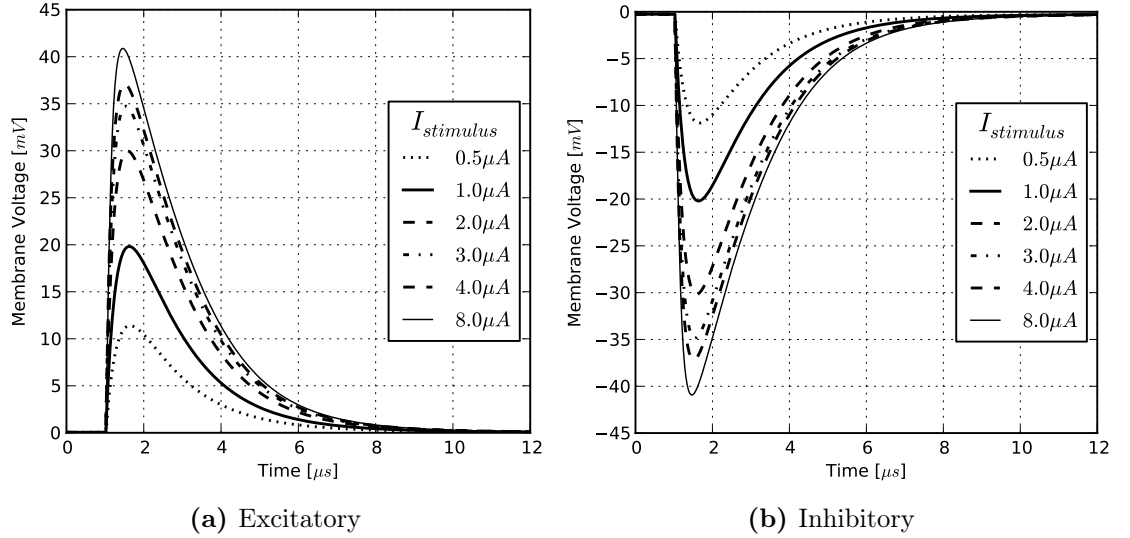 45
40
35
30
25
20
15
10
5
0
Membrane Voltage [mV]
0 2 4 6 8 10 12
Time [μs]
I_stimulus
0.5μA
1.0μA
2.0μA
3.0μA
4.0μA
8.0μA
(a) Excitatory
0
−5
−10
−15
−20
−25
−30
−35
−40
−45
Membrane Voltage [mV]
0 2 4 6 8 10 12
Time [μs]
I_stimulus
0.5μA
1.0μA
2.0μA
3.0μA
4.0μA
8.0μA
(b) Inhibitory